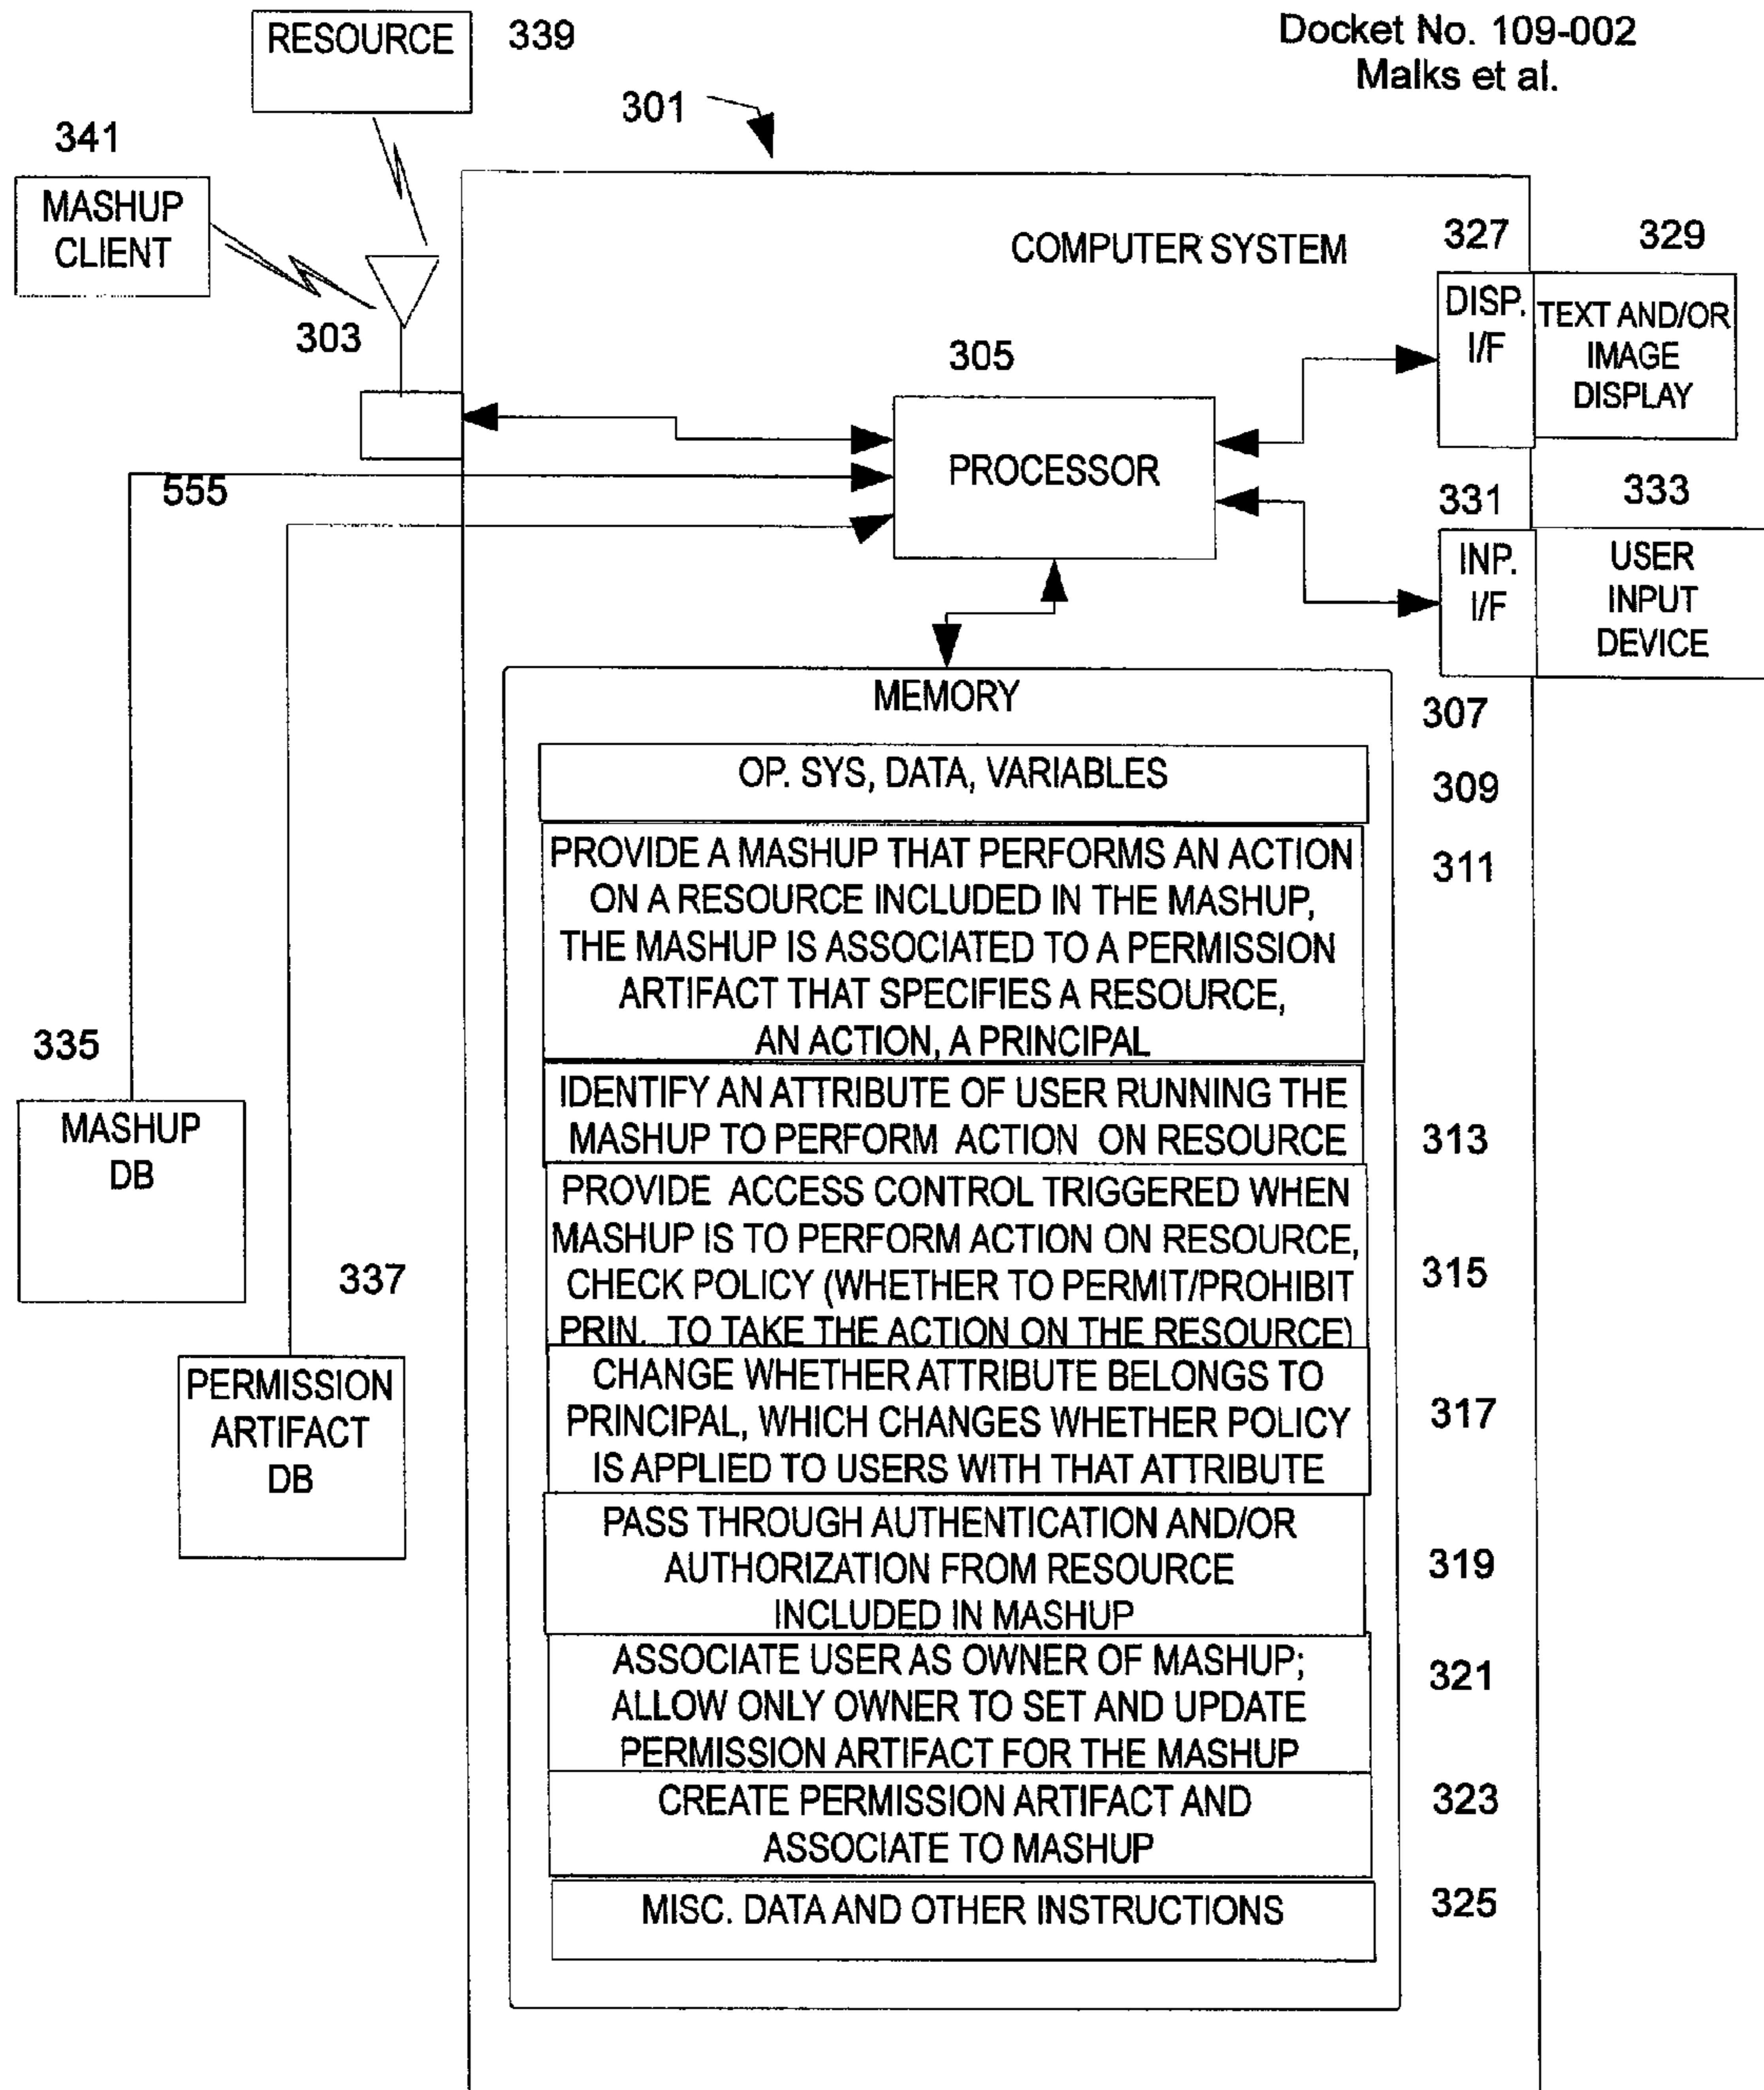 Docket No. 109-002
Malks et al.
RESOURCE
339
301
341
MASHUP
CLIENT
303
COMPUTER SYSTEM
327
329
DISP.
I/F
TEXT AND/OR
IMAGE
DISPLAY
305
PROCESSOR
555
331
333
INP.
I/F
USER
INPUT
DEVICE
MEMORY
307
OP. SYS, DATA, VARIABLES
309
PROVIDE A MASHUP THAT PERFORMS AN ACTION
ON A RESOURCE INCLUDED IN THE MASHUP,
THE MASHUP IS ASSOCIATED TO A PERMISSION
ARTIFACT THAT SPECIFIES A RESOURCE,
AN ACTION, A PRINCIPAL
311
335
MASHUP
DB
IDENTIFY AN ATTRIBUTE OF USER RUNNING THE
MASHUP TO PERFORM ACTION ON RESOURCE
313
PROVIDE ACCESS CONTROL TRIGGERED WHEN
MASHUP IS TO PERFORM ACTION ON RESOURCE,
CHECK POLICY (WHETHER TO PERMIT/PROHIBIT
PRIN. TO TAKE THE ACTION ON THE RESOURCE)
315
337
PERMISSION
ARTIFACT
DB
CHANGE WHETHER ATTRIBUTE BELONGS TO
PRINCIPAL, WHICH CHANGES WHETHER POLICY
IS APPLIED TO USERS WITH THAT ATTRIBUTE
317
PASS THROUGH AUTHENTICATION AND/OR
AUTHORIZATION FROM RESOURCE
INCLUDED IN MASHUP
319
ASSOCIATE USER AS OWNER OF MASHUP;
ALLOW ONLY OWNER TO SET AND UPDATE
PERMISSION ARTIFACT FOR THE MASHUP
321
CREATE PERMISSION ARTIFACT AND
ASSOCIATE TO MASHUP
323
MISC. DATA AND OTHER INSTRUCTIONS
325